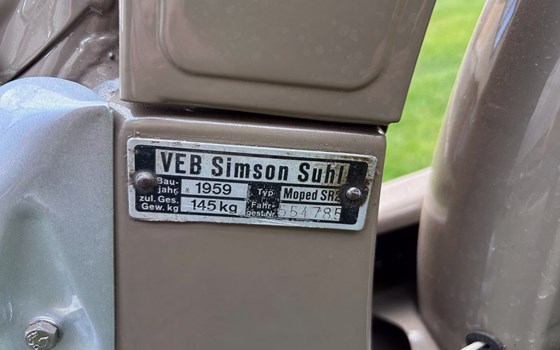 VEB Simson Suhl
Bau-
jahr 1959 Typ Moped SR2
zul. Ges.
Gew. kg 145 kg Fahr-
gest.Nr. 554785